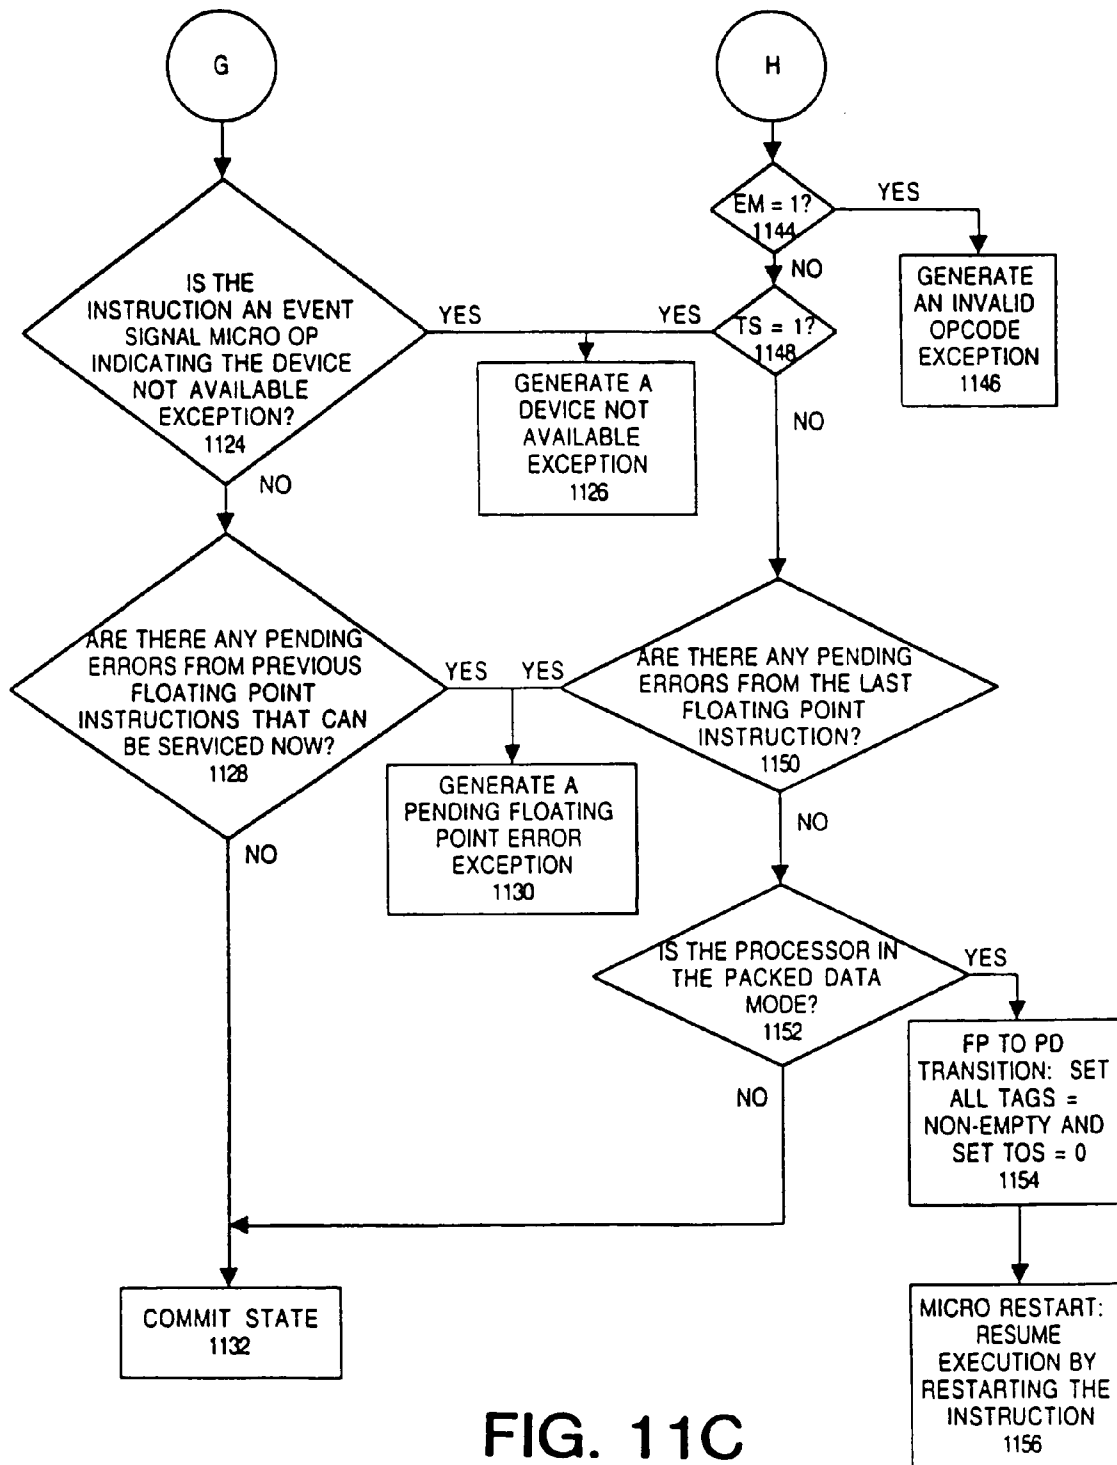 G
H
EM = 1?
1144
YES
NO
GENERATE
AN INVALID
OPCODE
EXCEPTION
1146
IS THE
INSTRUCTION AN EVENT
SIGNAL MICRO OP
INDICATING THE DEVICE
NOT AVAILABLE
EXCEPTION?
1124
YES
YES
TS = 1?
1148
NO
GENERATE A
DEVICE NOT
AVAILABLE
EXCEPTION
1126
NO
ARE THERE ANY PENDING
ERRORS FROM PREVIOUS
FLOATING POINT
INSTRUCTIONS THAT CAN
BE SERVICED NOW?
1128
YES
YES
ARE THERE ANY PENDING
ERRORS FROM THE LAST
FLOATING POINT
INSTRUCTION?
1150
GENERATE A
PENDING FLOATING
POINT ERROR
EXCEPTION
1130
NO
NO
IS THE PROCESSOR IN
THE PACKED DATA
MODE?
1152
YES
NO
FP TO PD
TRANSITION: SET
ALL TAGS =
NON-EMPTY AND
SET TOS = 0
1154
COMMIT STATE
1132
MICRO RESTART:
RESUME
EXECUTION BY
RESTARTING THE
INSTRUCTION
1156
FIG. 11C